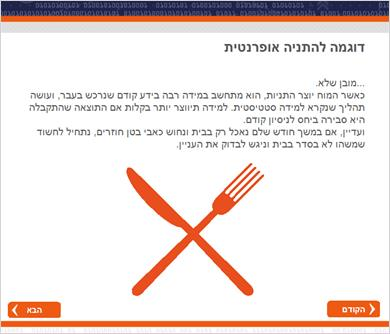 דוגמה להתניה אופרנטית
...מובן שלא.
כאשר המוח יוצר התניות, הוא מתחשב במידה רבה בידע קודם שנרכש בעבר, ועושה
תהליך שנקרא למידה סטטיסטית. למידה תיווצר יותר בקלות אם התוצאה שהתקבלה
היא סבירה ביחס לניסיון קודם.
ועדיין, אם במשך חודש שלם נאכל רק בבית ונחוש כאבי בטן חוזרים, נתחיל לחשוד
שמשהו לא בסדר בבית וניגש לבדוק את העניין.
הקודם
הבא